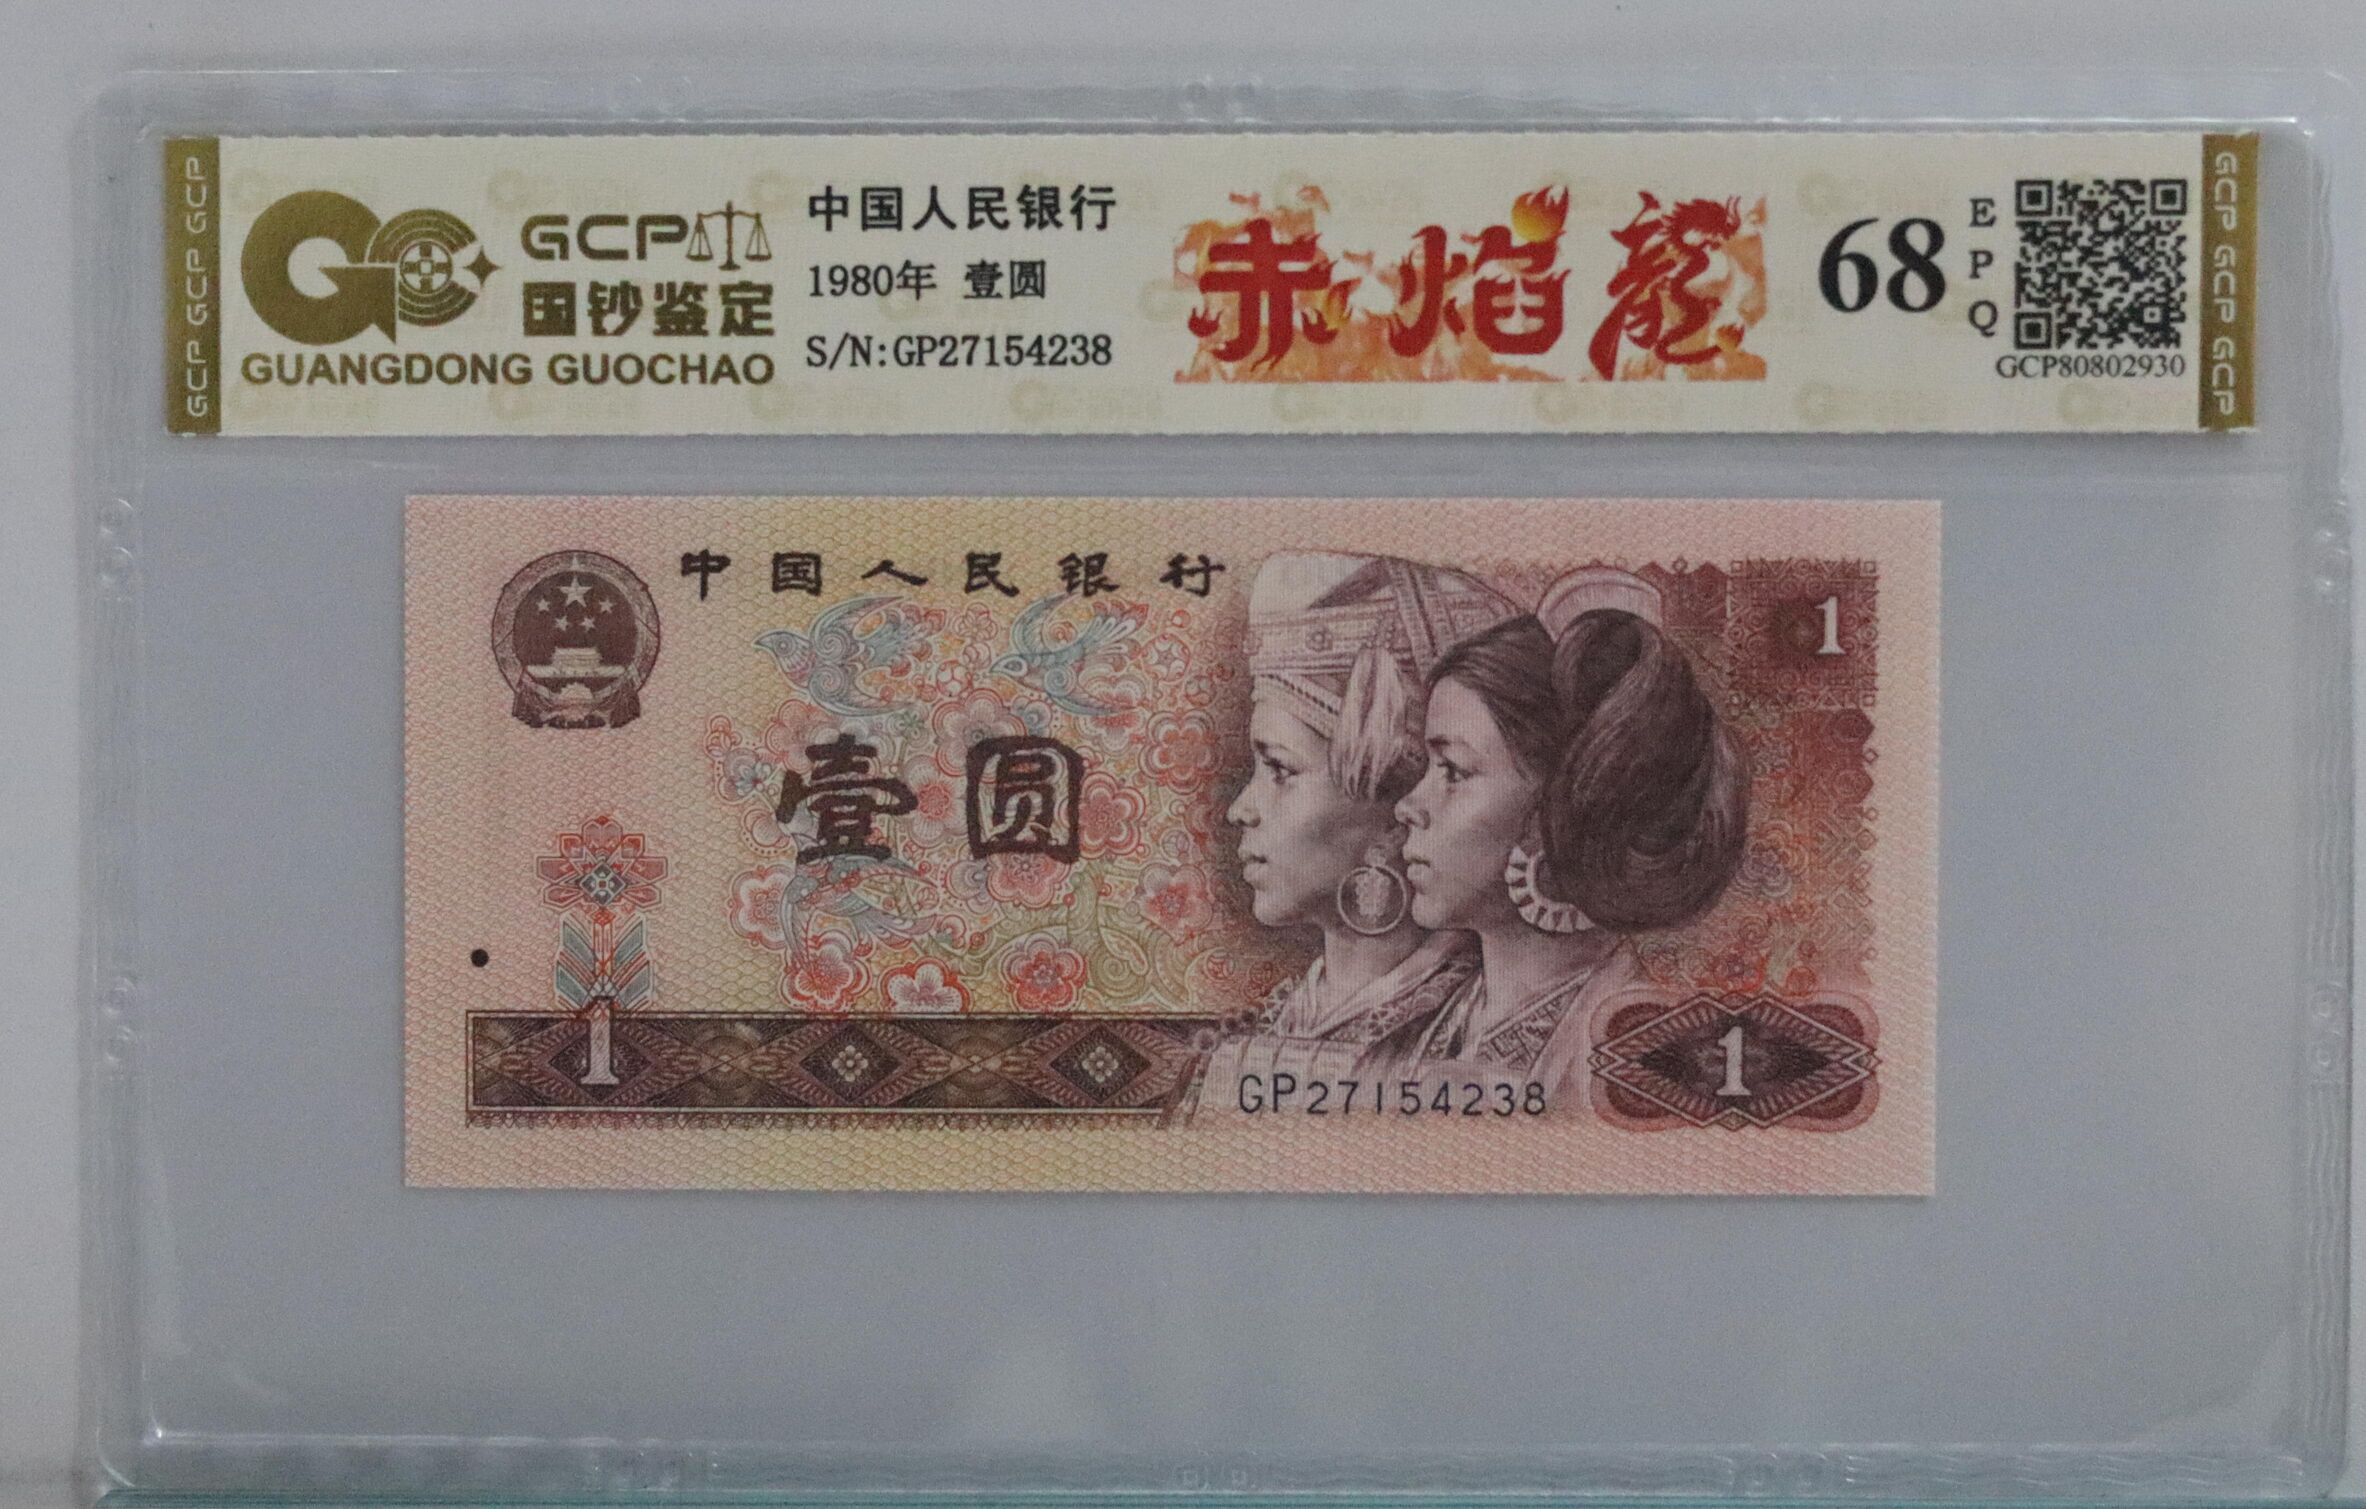 GCP GCP GCP
GCP
国钞鉴定
GUANGDONG GUOCHAO
中国人民银行
1980年 壹圆
S/N:GP27154238
赤焰龍
68
EPQ
GCP80802930
GCP GCP GCP
中国人民银行
1
壹圆
1
1
GP27154238